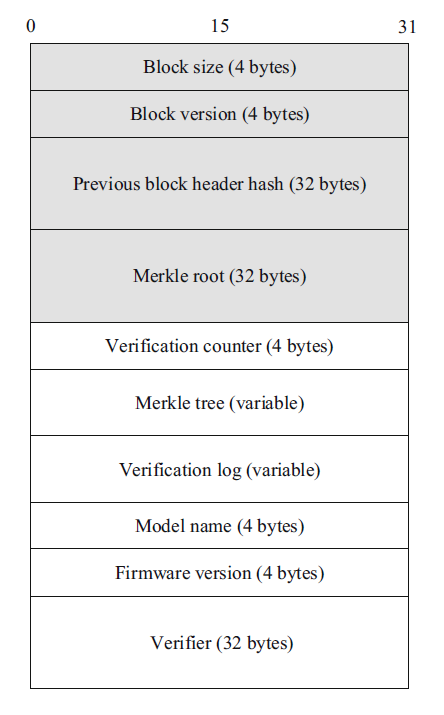 0 15 31
Block size (4 bytes)
Block version (4 bytes)
Previous block header hash (32 bytes)
Merkle root (32 bytes)
Verification counter (4 bytes)
Merkle tree (variable)
Verification log (variable)
Model name (4 bytes)
Firmware version (4 bytes)
Verifier (32 bytes)